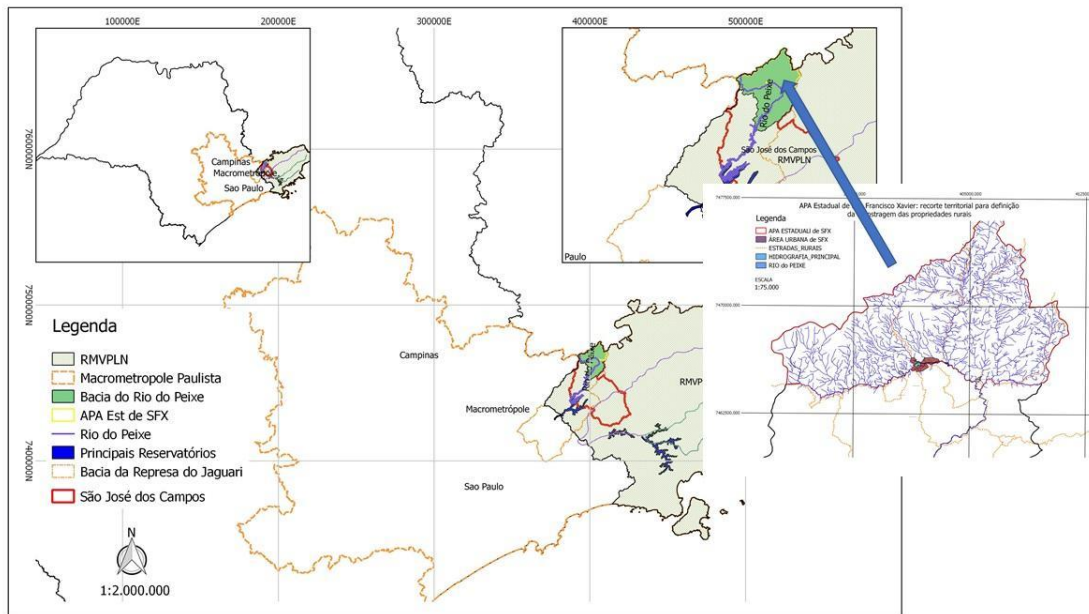 100000E
200000E
300000E
400000E
500000E
7600000N
7500000N
7400000N
Campinas
Macrometrópole
Sao Paulo
Rio do Peixe
São José dos Campos
RMVPLN
Paulo
APA Estadual de São Francisco Xavier: recorte territorial para definição
das propriedades rurais
Legenda
APA ESTADUALI de SFX
ÁREA URBANA de SFX
ESTRADAS_RURAIS
HIDROGRAFIA_PRINCIPAL
RIO do PEIXE
ESCALA
1:75.000
Legenda
RMVPLN
Macrometropole Paulista
Bacia do Rio do Peixe
APA Est de SFX
Rio do Peixe
Principais Reservatórios
Bacia da Represa do Jaguari
São José dos Campos
N
1:2.000.000
Campinas
Macrometrópole
Sao Paulo
RMVP